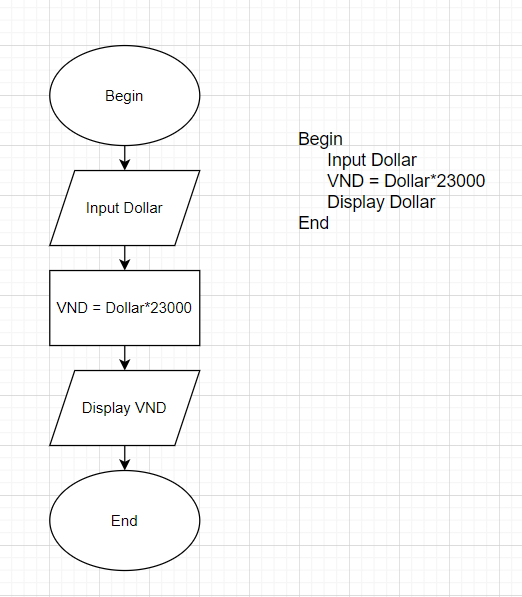 Begin
Input Dollar
VND = Dollar*23000
Display VND
End
Begin
Input Dollar
VND = Dollar*23000
Display Dollar
End